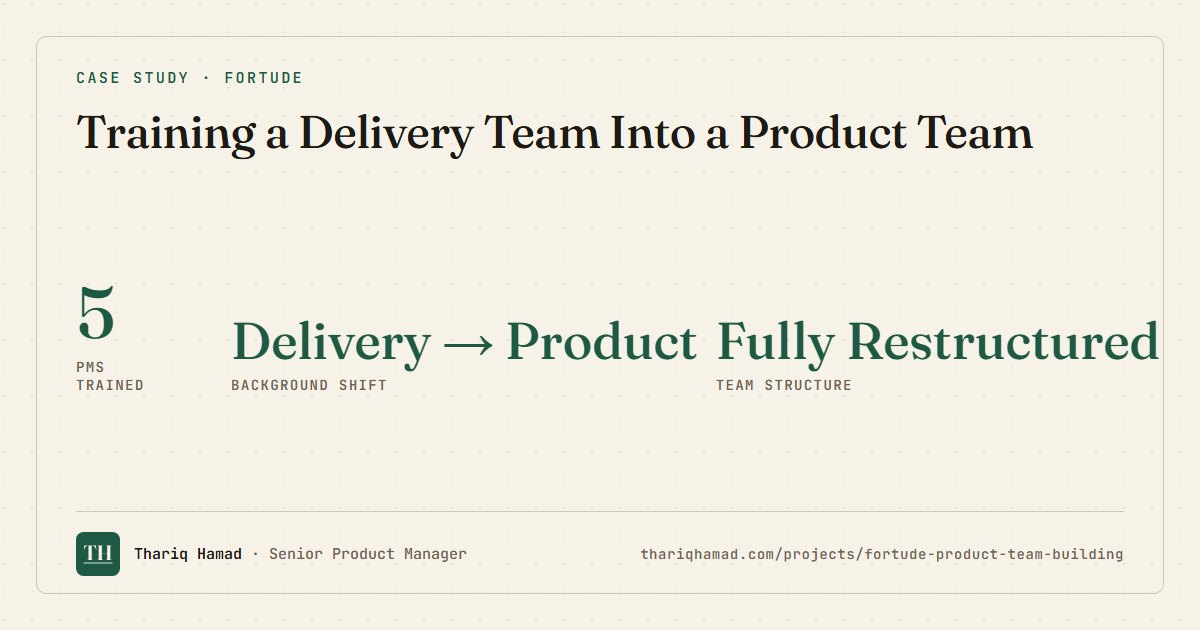 CASE STUDY · FORTUDE
Training a Delivery Team Into a Product Team
5
PMS
TRAINED
Delivery → Product
BACKGROUND SHIFT
Fully Restructured
TEAM STRUCTURE
TH
Thariq Hamad · Senior Product Manager
thariqhamad.com/projects/fortude-product-team-building